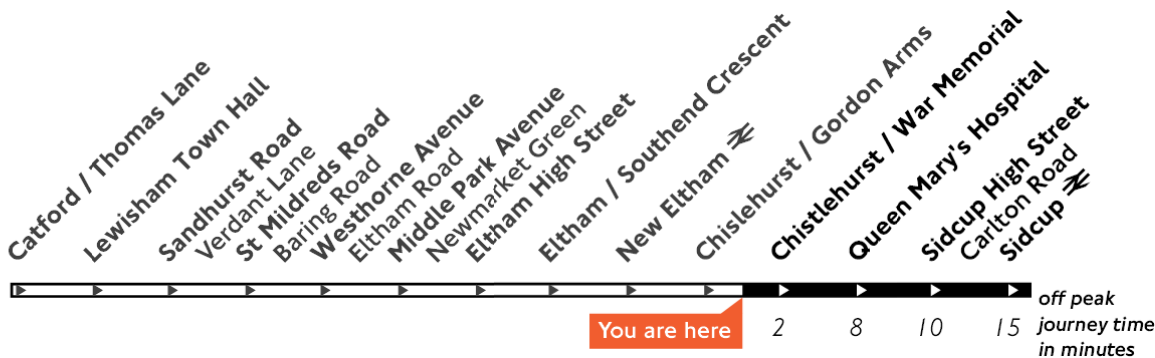 Catford / Thomas Lane
Lewisham Town Hall
Sandhurst Road
Verdant Lane
St Mildreds Road
Baring Road
Westhorne Avenue
Eltham Road
Middle Park Avenue
Newmarket Green
Eltham High Street
Eltham / Southend Crescent
New Eltham
Chislehurst / Gordon Arms
Chistlehurst / War Memorial
Queen Mary's Hospital
Sidcup High Street
Carlton Road
Sidcup
You are here
2
8
10
15
off peak
journey time
in minutes